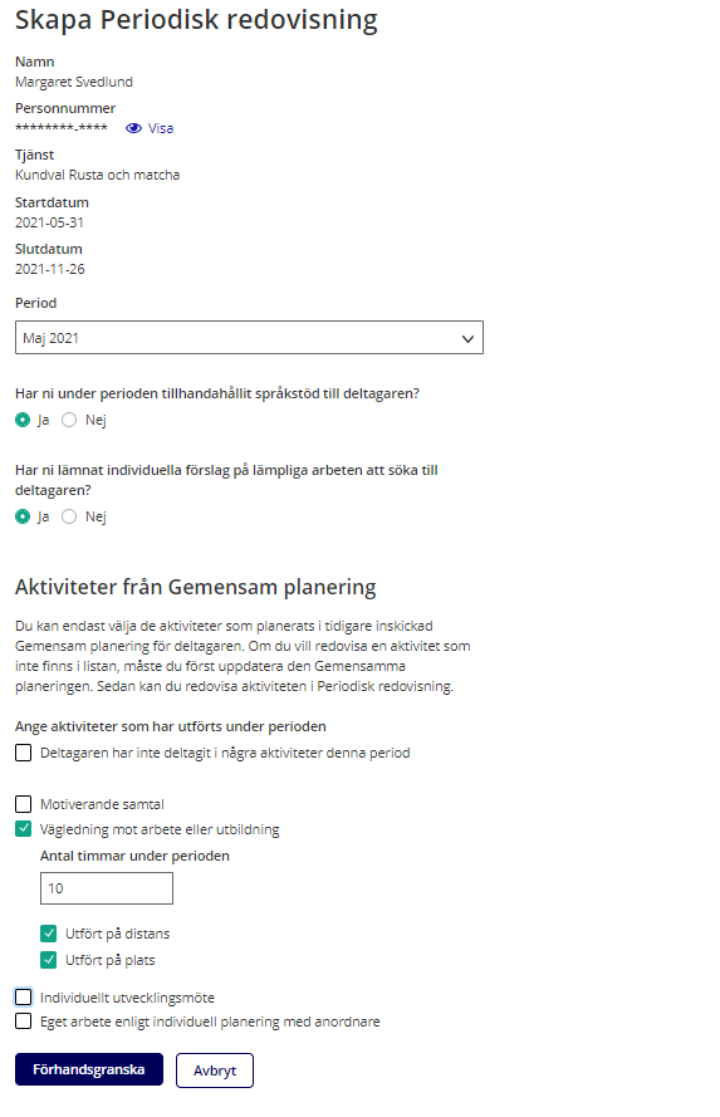 Skapa Periodisk redovisning
Namn
Margaret Svedlund
Personnummer
********-**** Visa
Tjänst
Kundval Rusta och matcha
Startdatum
2021-05-31
Slutdatum
2021-11-26
Period
Maj 2021
Har ni under perioden tillhandahållit språkstöd till deltagaren?
Ja Nej
Har ni lämnat individuella förslag på lämpliga arbeten att söka till
deltagaren?
Ja Nej
Aktiviteter från Gemensam planering
Du kan endast välja de aktiviteter som planerats i tidigare inskickad
Gemensam planering för deltagaren. Om du vill redovisa en aktivitet som
inte finns i listan, måste du först uppdatera den Gemensamma
planeringen. Sedan kan du redovisa aktiviteten i Periodisk redovisning.
Ange aktiviteter som har utförts under perioden
Deltagaren har inte deltagit i några aktiviteter denna period
Motiverande samtal
Vägledning mot arbete eller utbildning
Antal timmar under perioden
10
Utfört på distans
Utfört på plats
Individuellt utvecklingsmöte
Eget arbete enligt individuell planering med anordnare
Förhandsgranska Avbryt